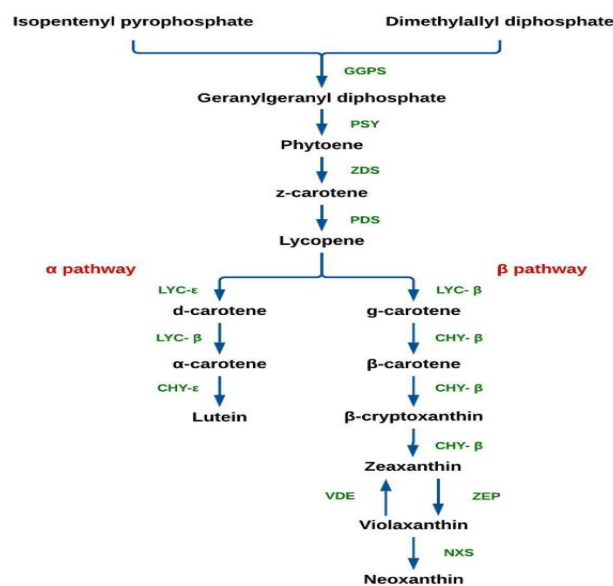 Isopentenyl pyrophosphate Dimethylallyl diphosphate
GGPS
Geranylgeranyl diphosphate
PSY
Phytoene
ZDS
z-carotene
PDS
Lycopene
α pathway β pathway
LYC-ε LYC- β
d-carotene g-carotene
LYC- β CHY- β
α-carotene β-carotene
CHY-ε CHY- β
Lutein β-cryptoxanthin
CHY- β
Zeaxanthin
VDE ZEP
Violaxanthin
NXS
Neoxanthin